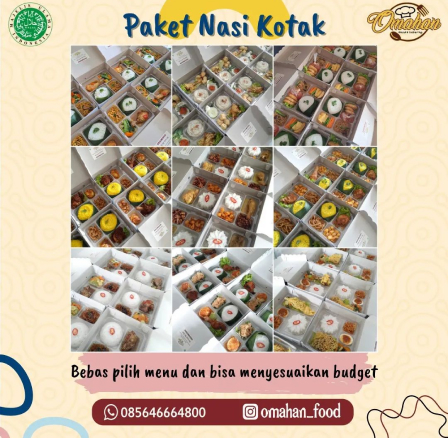 Paket Nasi Kotak
Omahan
Bebas pilih menu dan bisa menyesuaikan budget
085646664800
omahan_food